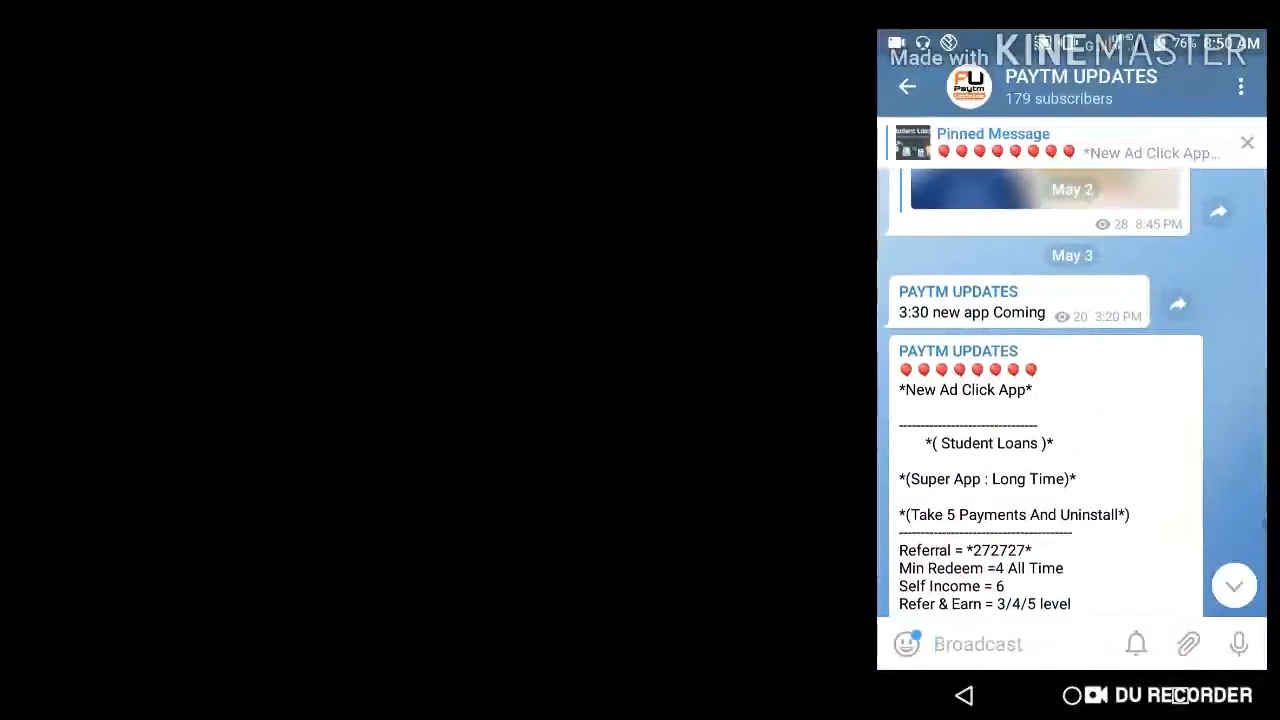 76% 8:50 AM
Made with KINEMASTER
PU
Paytm
PAYTM UPDATES
179 subscribers
Pinned Message
🎈🎈🎈🎈🎈🎈🎈🎈 *New Ad Click App...
May 2
28 8:45 PM
May 3
PAYTM UPDATES
3:30 new app Coming 20 3:20 PM
PAYTM UPDATES
🎈🎈🎈🎈🎈🎈🎈🎈
*New Ad Click App*
--------------------------------
*( Student Loans )*
*(Super App : Long Time)*
*(Take 5 Payments And Uninstall*)
----------------------------------------
Referral = *272727*
Min Redeem =4 All Time
Self Income = 6
Refer & Earn = 3/4/5 level
Broadcast
DU RECORDER